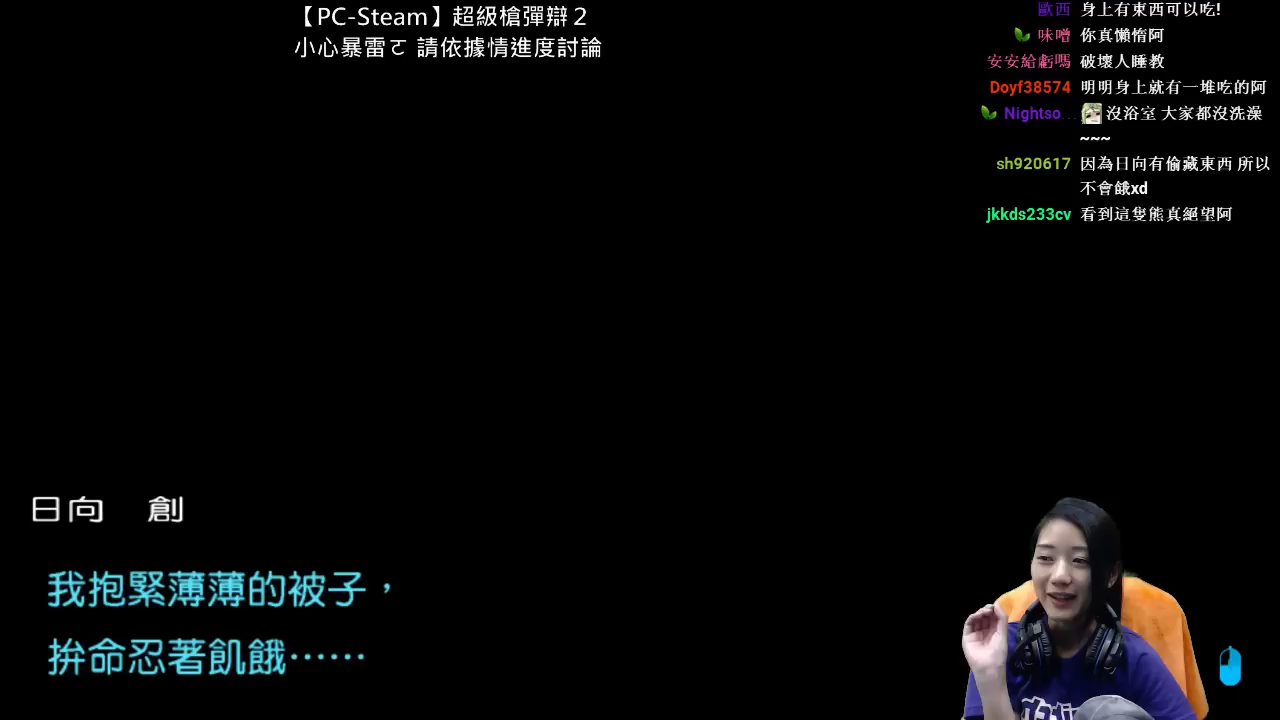 【PC-Steam】超級槍彈辯２
小心暴雷ㄛ 請依據情進度討論
歐西 身上有東西可以吃!
味噌 你真懶惰阿
安安給虧嗎 破壞人睡教
Doyf38574 明明身上就有一堆吃的阿
Nightso... 沒浴室 大家都沒洗澡
~~~
sh920617 因為日向有偷藏東西 所以
不會餓xd
jkkds233cv 看到這隻熊真絕望阿
日向 創
我抱緊薄薄的被子，
拚命忍著飢餓……